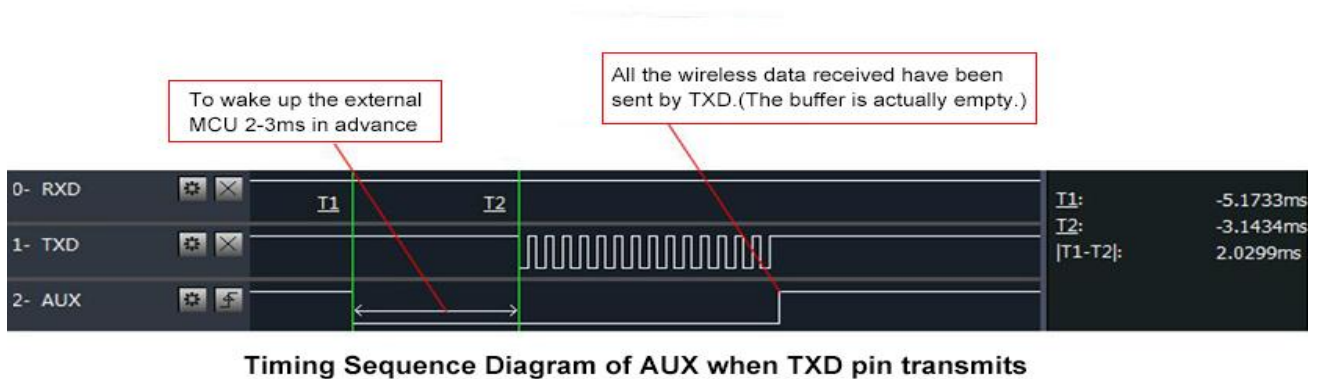 All the wireless data received have been
sent by TXD.(The buffer is actually empty.)
To wake up the external
MCU 2-3ms in advance
0- RXD
T1
T2
T1: -5.1733ms
1- TXD
T2: -3.1434ms
|T1-T2|: 2.0299ms
2- AUX
Timing Sequence Diagram of AUX when TXD pin transmits